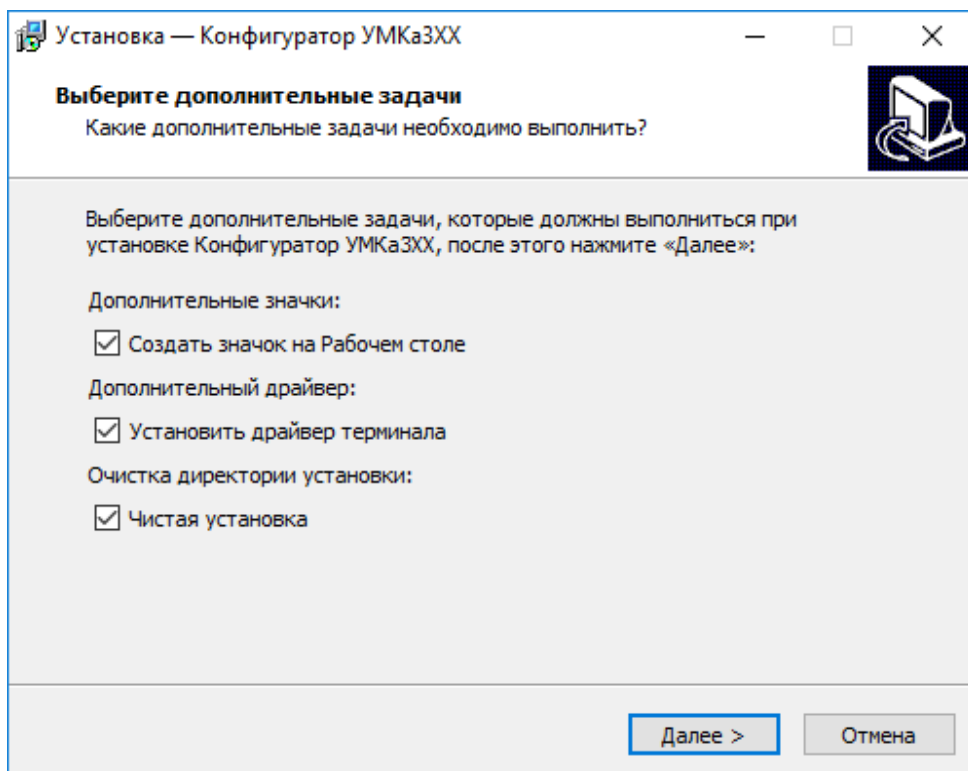 Установка — Конфигуратор УМКа3ХХ
Выберите дополнительные задачи
Какие дополнительные задачи необходимо выполнить?
Выберите дополнительные задачи, которые должны выполниться при
установке Конфигуратор УМКа3ХХ, после этого нажмите «Далее»:
Дополнительные значки:
Создать значок на Рабочем столе
Дополнительный драйвер:
Установить драйвер терминала
Очистка директории установки:
Чистая установка
Далее >
Отмена